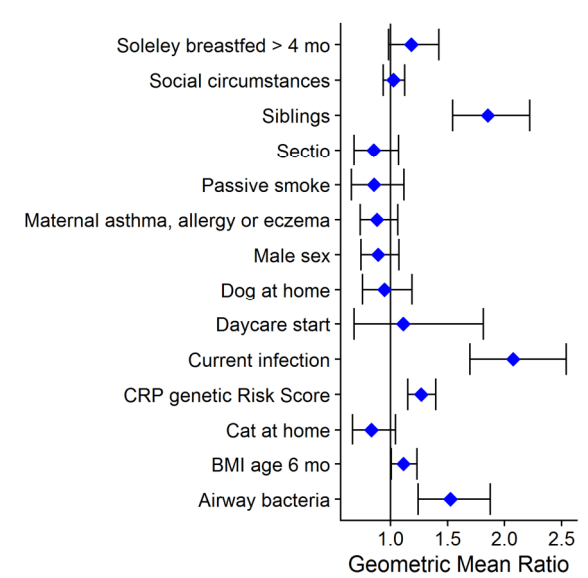 Soleley breastfed > 4 mo
Social circumstances
Siblings
Sectio
Passive smoke
Maternal asthma, allergy or eczema
Male sex
Dog at home
Daycare start
Current infection
CRP genetic Risk Score
Cat at home
BMI age 6 mo
Airway bacteria
1.0 1.5 2.0 2.5
Geometric Mean Ratio